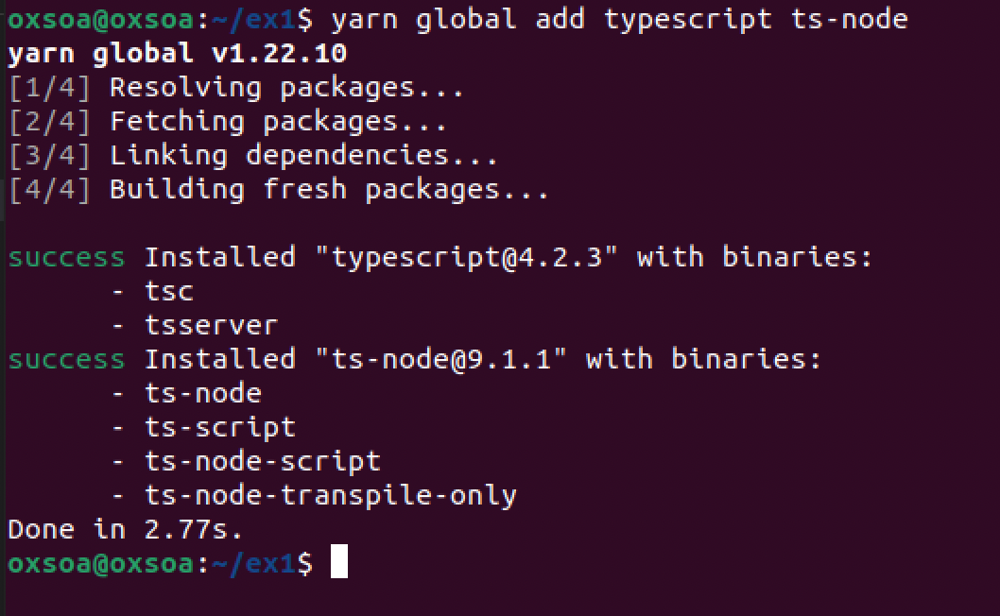 oxsoa@oxsoa:~/ex1$ yarn global add typescript ts-node
yarn global v1.22.10
[1/4] Resolving packages...
[2/4] Fetching packages...
[3/4] Linking dependencies...
[4/4] Building fresh packages...
success Installed "typescript@4.2.3" with binaries:
- tsc
- tsserver
success Installed "ts-node@9.1.1" with binaries:
- ts-node
- ts-script
- ts-node-script
- ts-node-transpile-only
Done in 2.77s.
oxsoa@oxsoa:~/ex1$